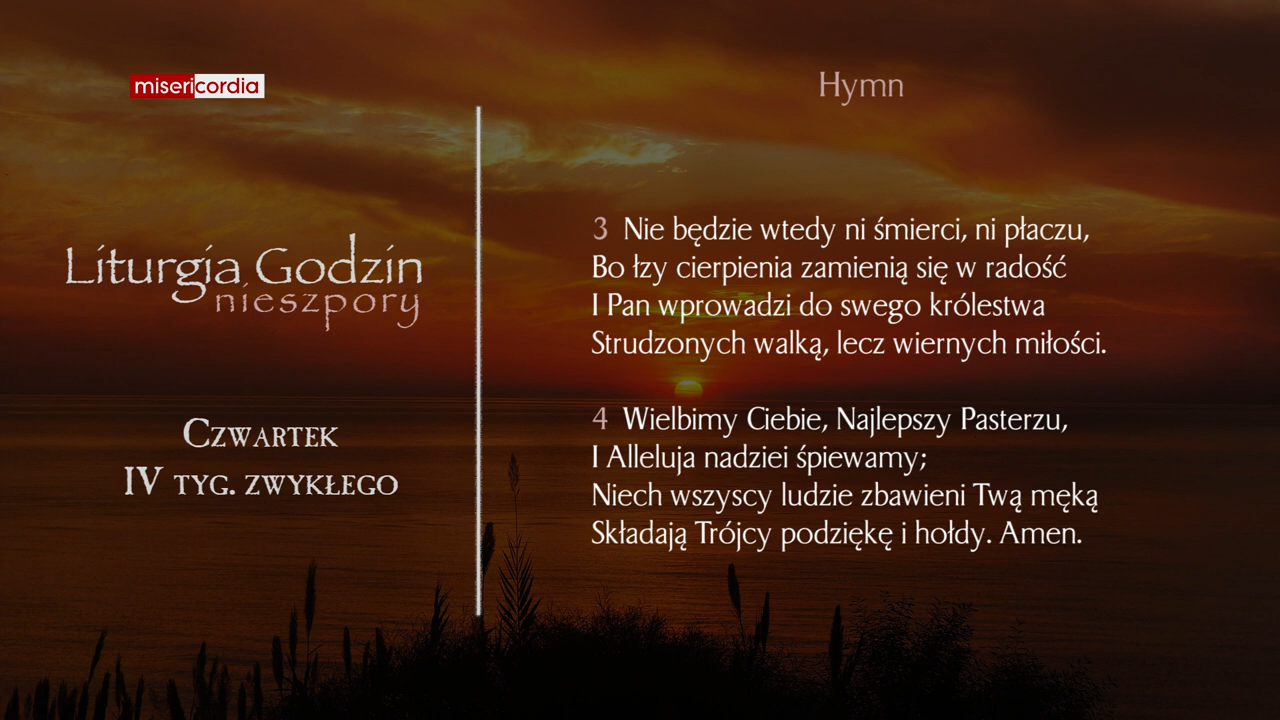 misericordia
Liturgia Godzin
nieszpory
Czwartek
IV tyg. zwykłego
Hymn
3 Nie będzie wtedy ni śmierci, ni płaczu,
Bo łzy cierpienia zamienią się w radość
I Pan wprowadzi do swego królestwa
Strudzonych walką, lecz wiernych miłości.
4 Wielbimy Ciebie, Najlepszy Pasterzu,
I Alleluja nadziei śpiewamy;
Niech wszyscy ludzie zbawieni Twą męką
Składają Trójcy podziękę i hołdy. Amen.